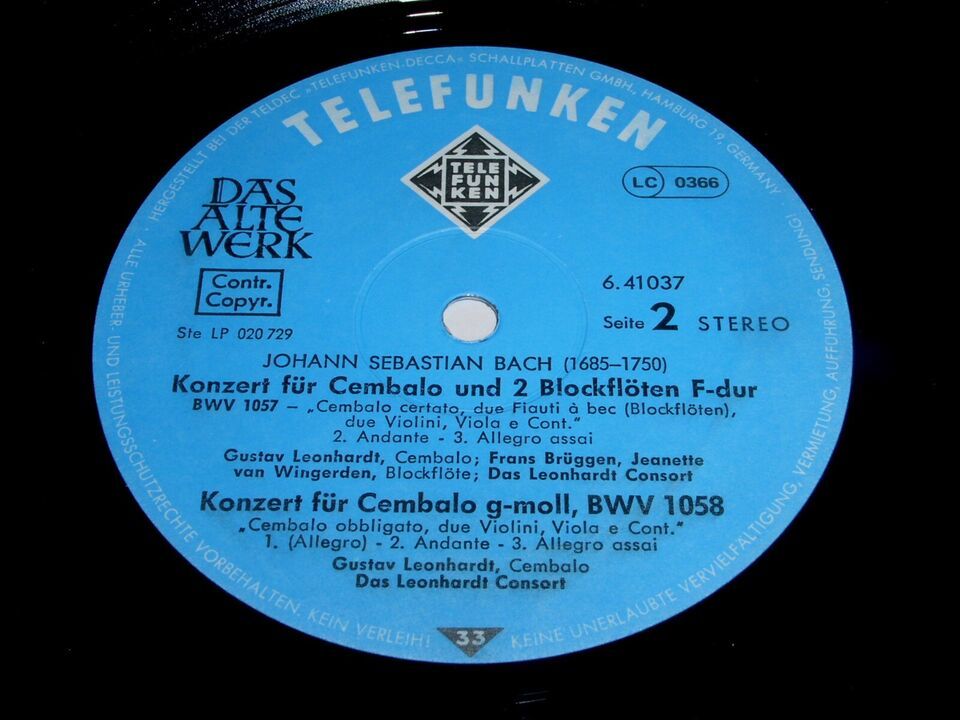 HERGESTELLT BEI DER TELDEC „TELEFUNKEN-DECCA« SCHALLPLATTEN GMBH., HAMBURG 19, GERMANY · ALLE URHEBER- UND LEISTUNGSSCHUTZRECHTE VORBEHALTEN. KEIN VERLEIH! KEINE UNERLAUBTE VERVIELFÄLTIGUNG, VERMIETUNG, AUFFÜHRUNG, SENDUNG!
TELEFUNKEN
TELE
FUN
KEN
DAS
ALTE
WERK
LC 0366
Contr.
Copyr.
6.41037
Ste LP 020 729
Seite 2 STEREO
JOHANN SEBASTIAN BACH (1685–1750)
Konzert für Cembalo und 2 Blockflöten F-dur
BWV 1057 – „Cembalo certato, due Fiauti à bec (Blockflöten),
due Violini, Viola e Cont."
2. Andante - 3. Allegro assai
Gustav Leonhardt, Cembalo; Frans Brüggen, Jeanette
van Wingerden, Blockflöte; Das Leonhardt Consort
Konzert für Cembalo g-moll, BWV 1058
„Cembalo obbligato, due Violini, Viola e Cont."
1. (Allegro) - 2. Andante - 3. Allegro assai
Gustav Leonhardt, Cembalo
Das Leonhardt Consort
33